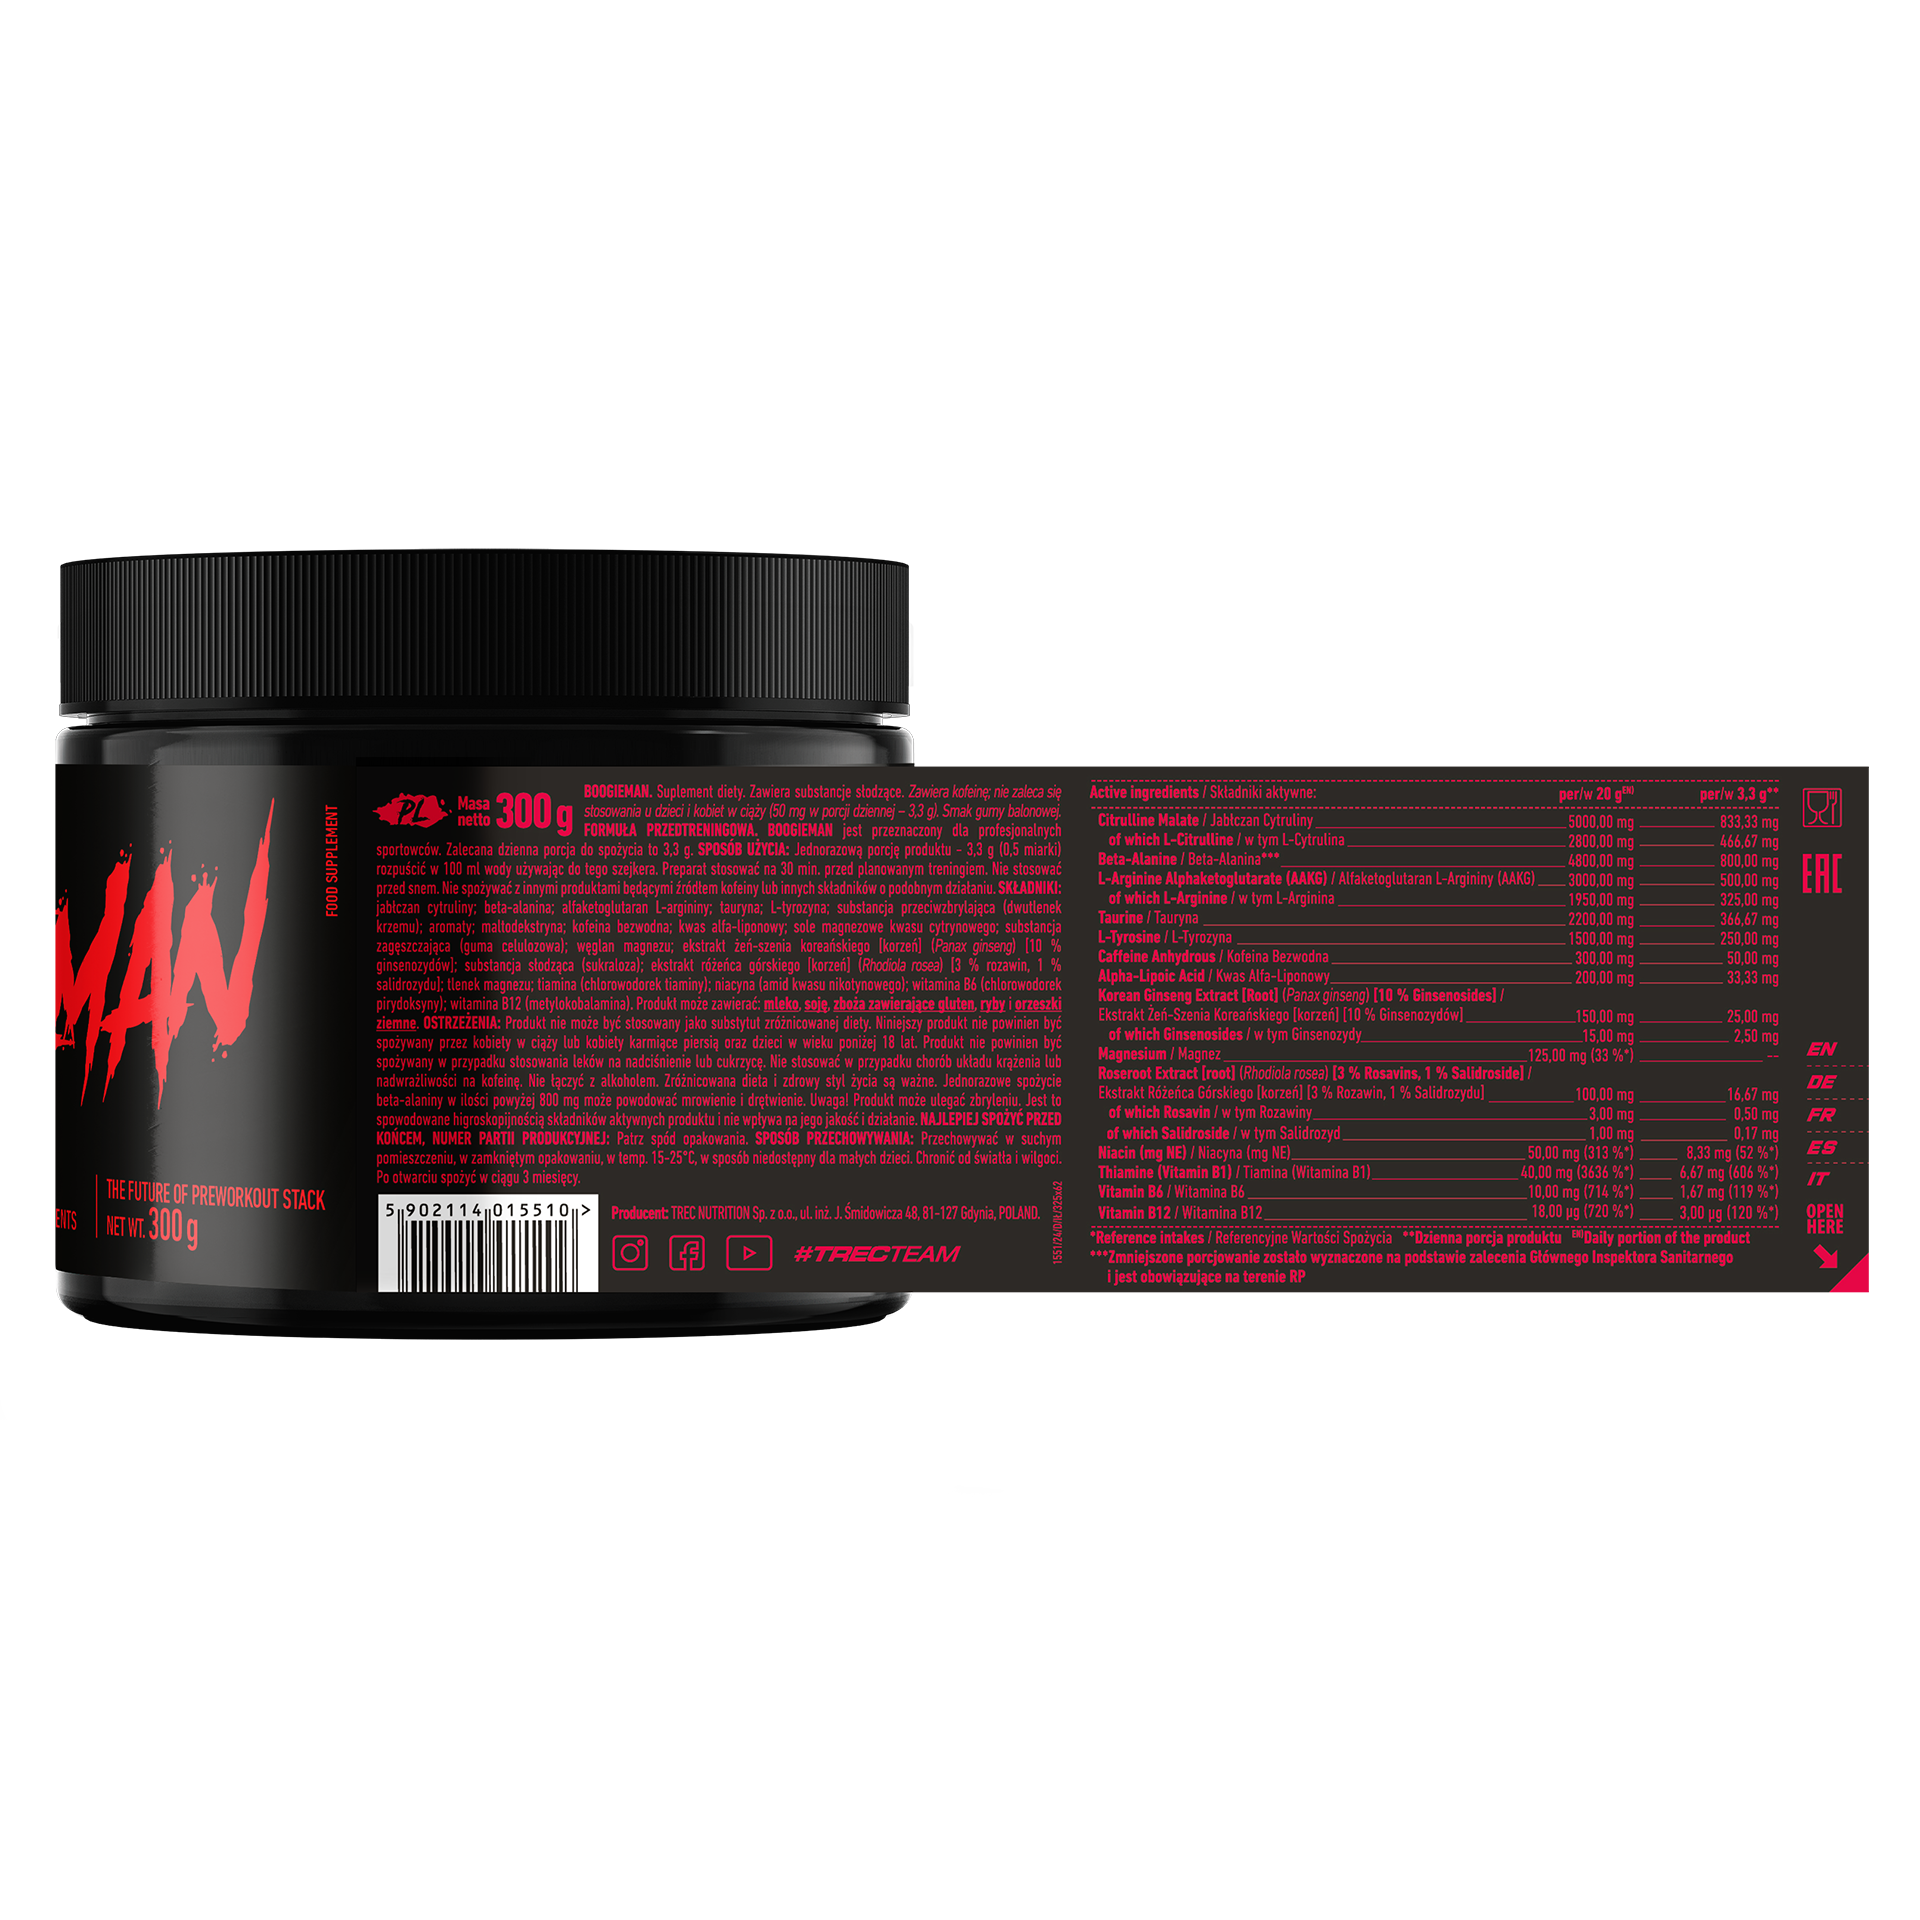 MAN
FOOD SUPPLEMENT
ENTS
THE FUTURE OF PREWORKOUT STACK
NET WT. 300 g
PL
Masa
netto 300 g
BOOGIEMAN. Suplement diety. Zawiera substancje słodzące. Zawiera kofeinę; nie zaleca się
stosowania u dzieci i kobiet w ciąży (50 mg w porcji dziennej – 3,3 g). Smak gumy balonowej.
FORMUŁA PRZEDTRENINGOWA. BOOGIEMAN jest przeznaczony dla profesjonalnych
sportowców. Zalecana dzienna porcja do spożycia to 3,3 g. SPOSÓB UŻYCIA: Jednorazową porcję produktu - 3,3 g (0,5 miarki)
rozpuścić w 100 ml wody używając do tego szejkera. Preparat stosować na 30 min. przed planowanym treningiem. Nie stosować
przed snem. Nie spożywać z innymi produktami będącymi źródłem kofeiny lub innych składników o podobnym działaniu. SKŁADNIKI:
jabłczan cytruliny; beta-alanina; alfaketoglutaran L-argininy; tauryna; L-tyrozyna; substancja przeciwzbrylająca (dwutlenek
krzemu); aromaty; maltodekstryna; kofeina bezwodna; kwas alfa-liponowy; sole magnezowe kwasu cytrynowego; substancja
zagęszczająca (guma celulozowa); węglan magnezu; ekstrakt żeń-szenia koreańskiego [korzeń] (Panax ginseng) [10 %
ginsenozydów]; substancja słodząca (sukraloza); ekstrakt różeńca górskiego [korzeń] (Rhodiola rosea) [3 % rozawin, 1 %
salidrozydu]; tlenek magnezu; tiamina (chlorowodorek tiaminy); niacyna (amid kwasu nikotynowego); witamina B6 (chlorowodorek
pirydoksyny); witamina B12 (metylokobalamina). Produkt może zawierać: mleko, soję, zboża zawierające gluten, ryby i orzeszki
ziemne. OSTRZEŻENIA: Produkt nie może być stosowany jako substytut zróżnicowanej diety. Niniejszy produkt nie powinien być
spożywany przez kobiety w ciąży lub kobiety karmiące piersią oraz dzieci w wieku poniżej 18 lat. Produkt nie powinien być
spożywany w przypadku stosowania leków na nadciśnienie lub cukrzycę. Nie stosować w przypadku chorób układu krążenia lub
nadwrażliwości na kofeinę. Nie łączyć z alkoholem. Zróżnicowana dieta i zdrowy styl życia są ważne. Jednorazowe spożycie
beta-alaniny w ilości powyżej 800 mg może powodować mrowienie i drętwienie. Uwaga! Produkt może ulegać zbryleniu. Jest to
spowodowane higroskopijnością składników aktywnych produktu i nie wpływa na jego jakość i działanie. NAJLEPIEJ SPOŻYĆ PRZED
KOŃCEM, NUMER PARTII PRODUKCYJNEJ: Patrz spód opakowania. SPOSÓB PRZECHOWYWANIA: Przechowywać w suchym
pomieszczeniu, w zamkniętym opakowaniu, w temp. 15-25°C, w sposób niedostępny dla małych dzieci. Chronić od światła i wilgoci.
Po otwarciu spożyć w ciągu 3 miesięcy.
5 902114 015510 >
Producent: TREC NUTRITION Sp. z o.o., ul. inż. J. Śmidowicza 48, 81-127 Gdynia, POLAND.
#TRECTEAM
Active ingredients / Składniki aktywne: per/w 20 g EN) per/w 3,3 g**
Citrulline Malate / Jabłczan Cytruliny 5000,00 mg 833,33 mg
of which L-Citrulline / w tym L-Cytrulina 2800,00 mg 466,67 mg
Beta-Alanine / Beta-Alanina*** 4800,00 mg 800,00 mg
L-Arginine Alphaketoglutarate (AAKG) / Alfaketoglutaran L-Argininy (AAKG) 3000,00 mg 500,00 mg
of which L-Arginine / w tym L-Arginina 1950,00 mg 325,00 mg
Taurine / Tauryna 2200,00 mg 366,67 mg
L-Tyrosine / L-Tyrozyna 1500,00 mg 250,00 mg
Caffeine Anhydrous / Kofeina Bezwodna 300,00 mg 50,00 mg
Alpha-Lipoic Acid / Kwas Alfa-Liponowy 200,00 mg 33,33 mg
Korean Ginseng Extract [Root] (Panax ginseng) [10 % Ginsenosides] /
Ekstrakt Żeń-Szenia Koreańskiego [korzeń] [10 % Ginsenozydów] 150,00 mg 25,00 mg
of which Ginsenosides / w tym Ginsenozydy 15,00 mg 2,50 mg
Magnesium / Magnez 125,00 mg (33 %*) --
Roseroot Extract [root] (Rhodiola rosea) [3 % Rosavins, 1 % Salidroside] /
Ekstrakt Różeńca Górskiego [korzeń] [3 % Rozawin, 1 % Salidrozydu] 100,00 mg 16,67 mg
of which Rosavin / w tym Rozawiny 3,00 mg 0,50 mg
of which Salidroside / w tym Salidrozyd 1,00 mg 0,17 mg
Niacin (mg NE) / Niacyna (mg NE) 50,00 mg (313 %*) 8,33 mg (52 %*)
Thiamine (Vitamin B1) / Tiamina (Witamina B1) 40,00 mg (3636 %*) 6,67 mg (606 %*)
Vitamin B6 / Witamina B6 10,00 mg (714 %*) 1,67 mg (119 %*)
Vitamin B12 / Witamina B12 18,00 µg (720 %*) 3,00 µg (120 %*)
*Reference intakes / Referencyjne Wartości Spożycia **Dzienna porcja produktu EN)Daily portion of the product
***Zmniejszone porcjowanie zostało wyznaczone na podstawie zalecenia Głównego Inspektora Sanitarnego
i jest obowiązujące na terenie RP
EAC
EN
DE
FR
ES
IT
OPEN
HERE